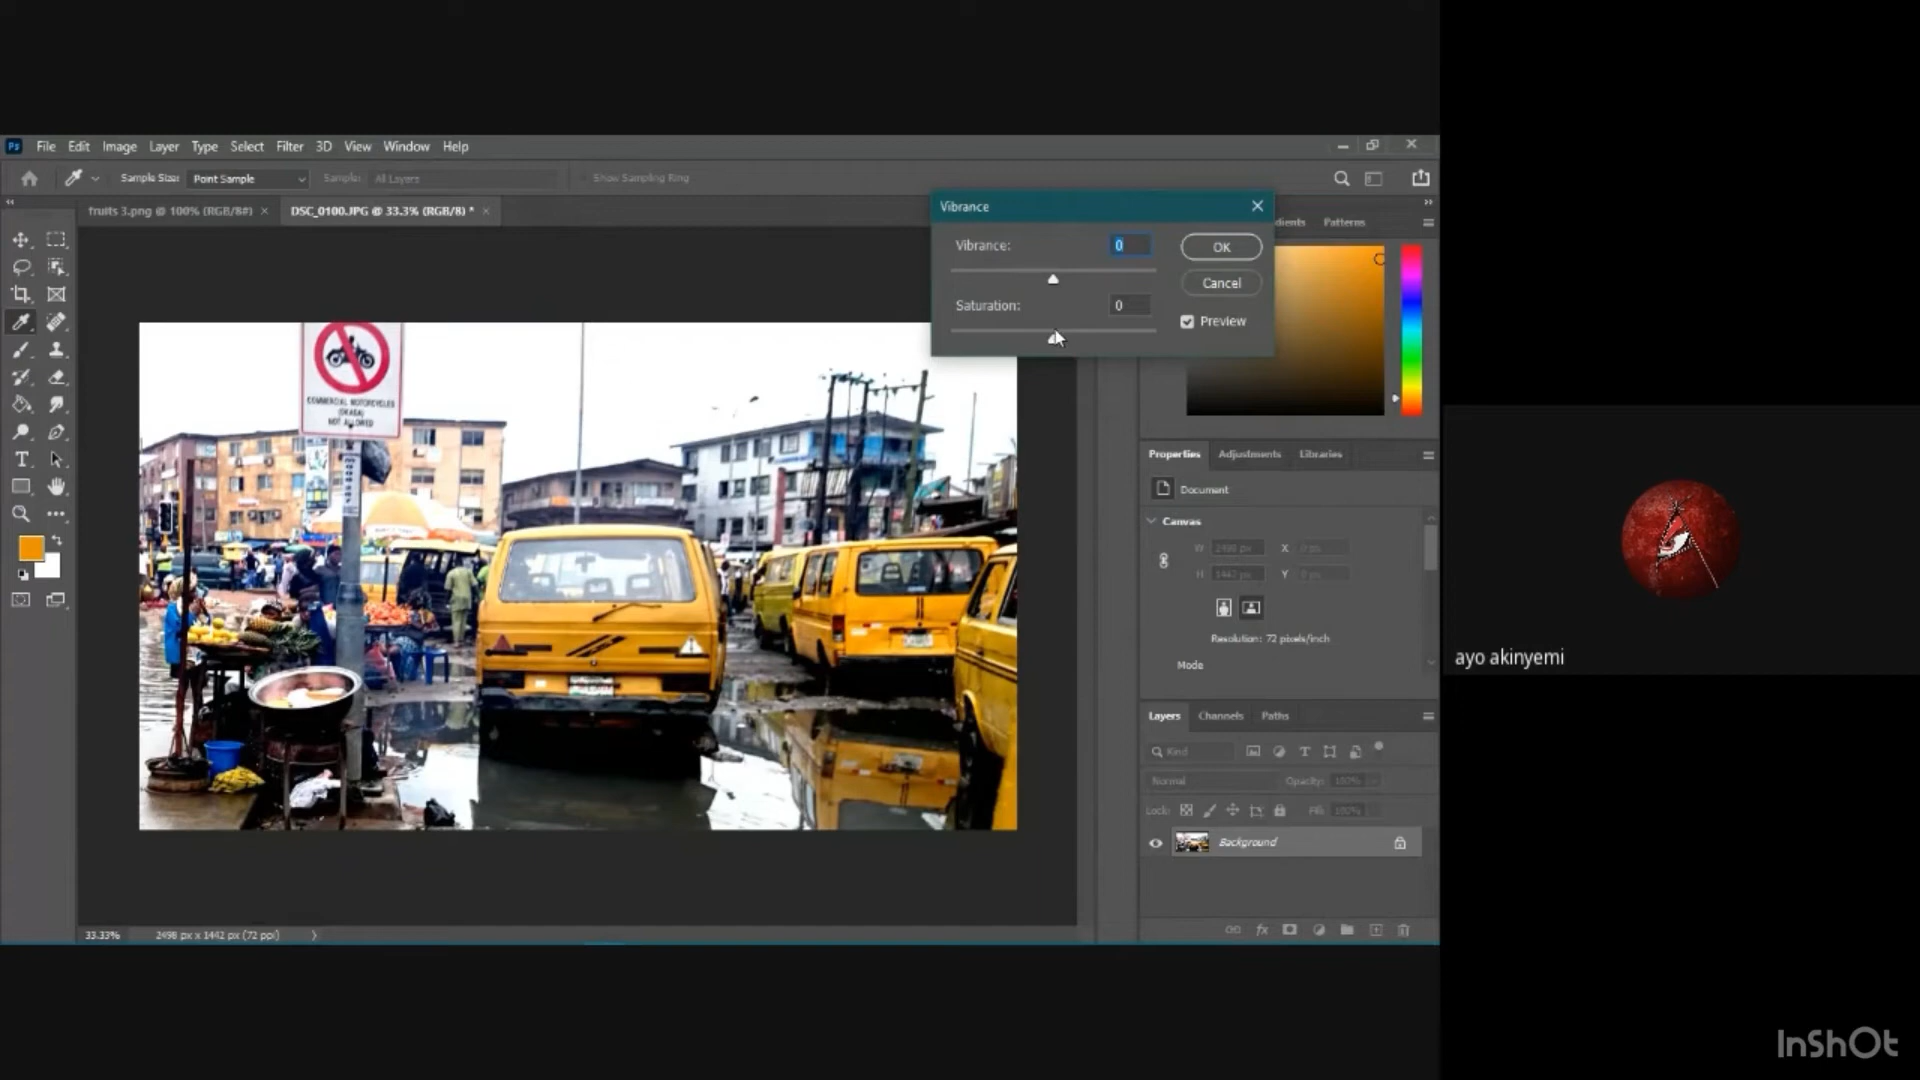 Ps File Edit Image Layer Type Select Filter 3D View Window Help
Sample Size: Point Sample Sample: All Layers Show Sampling Ring
fruits 3.png @ 100% (RGB/8#) × DSC_0100.JPG @ 33.3% (RGB/8) * ×
Vibrance
Vibrance: 0 OK
Cancel
Saturation: 0
Preview
Patterns
COMMERCIAL MOTORCYCLES
(OKADA)
NOT ALLOWED
Properties Adjustments Libraries
Document
Canvas
W 2498 px X 0 px
H 1442 px Y 0 px
Resolution: 72 pixels/inch
Mode
ayo akinyemi
Layers Channels Paths
Kind
Normal Opacity: 100%
Lock: Fill: 100%
Background
33.33% 2498 px x 1442 px (72 ppi)
InShOt